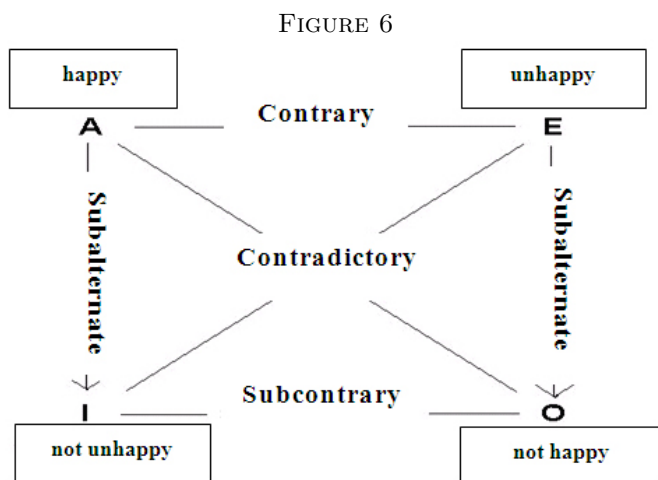 FIGURE 6
happy unhappy
A Contrary E
Subalternate Subalternate
Contradictory
I Subcontrary O
not unhappy not happy